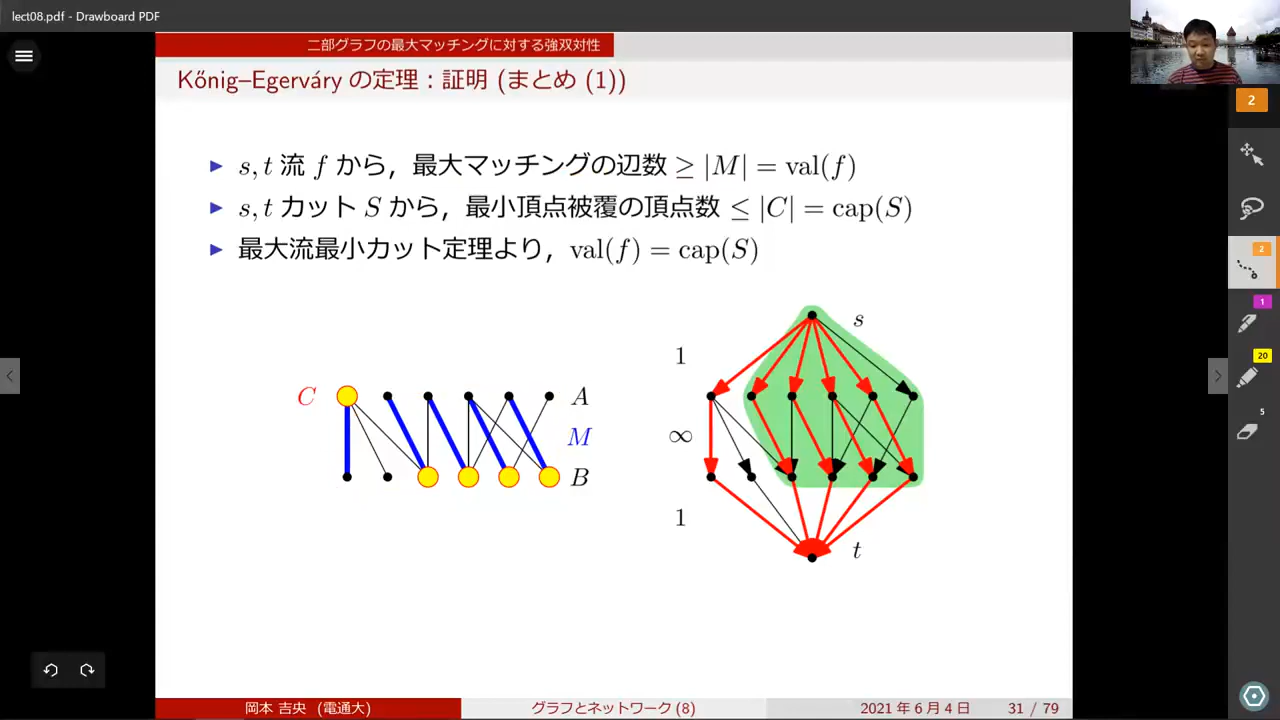 lect08.pdf - Drawboard PDF
二部グラフの最大マッチングに対する強双対性
Kőnig–Egerváry の定理 : 証明 (まとめ (1))
s, t 流 f から，最大マッチングの辺数 ≥ |M| = val(f)
s, t カット S から，最小頂点被覆の頂点数 ≤ |C| = cap(S)
最大流最小カット定理より，val(f) = cap(S)
C
A
M
B
s
1
∞
1
t
2
2
1
20
5
岡本 吉央 (電通大)
グラフとネットワーク (8)
2021 年 6 月 4 日
31 / 79